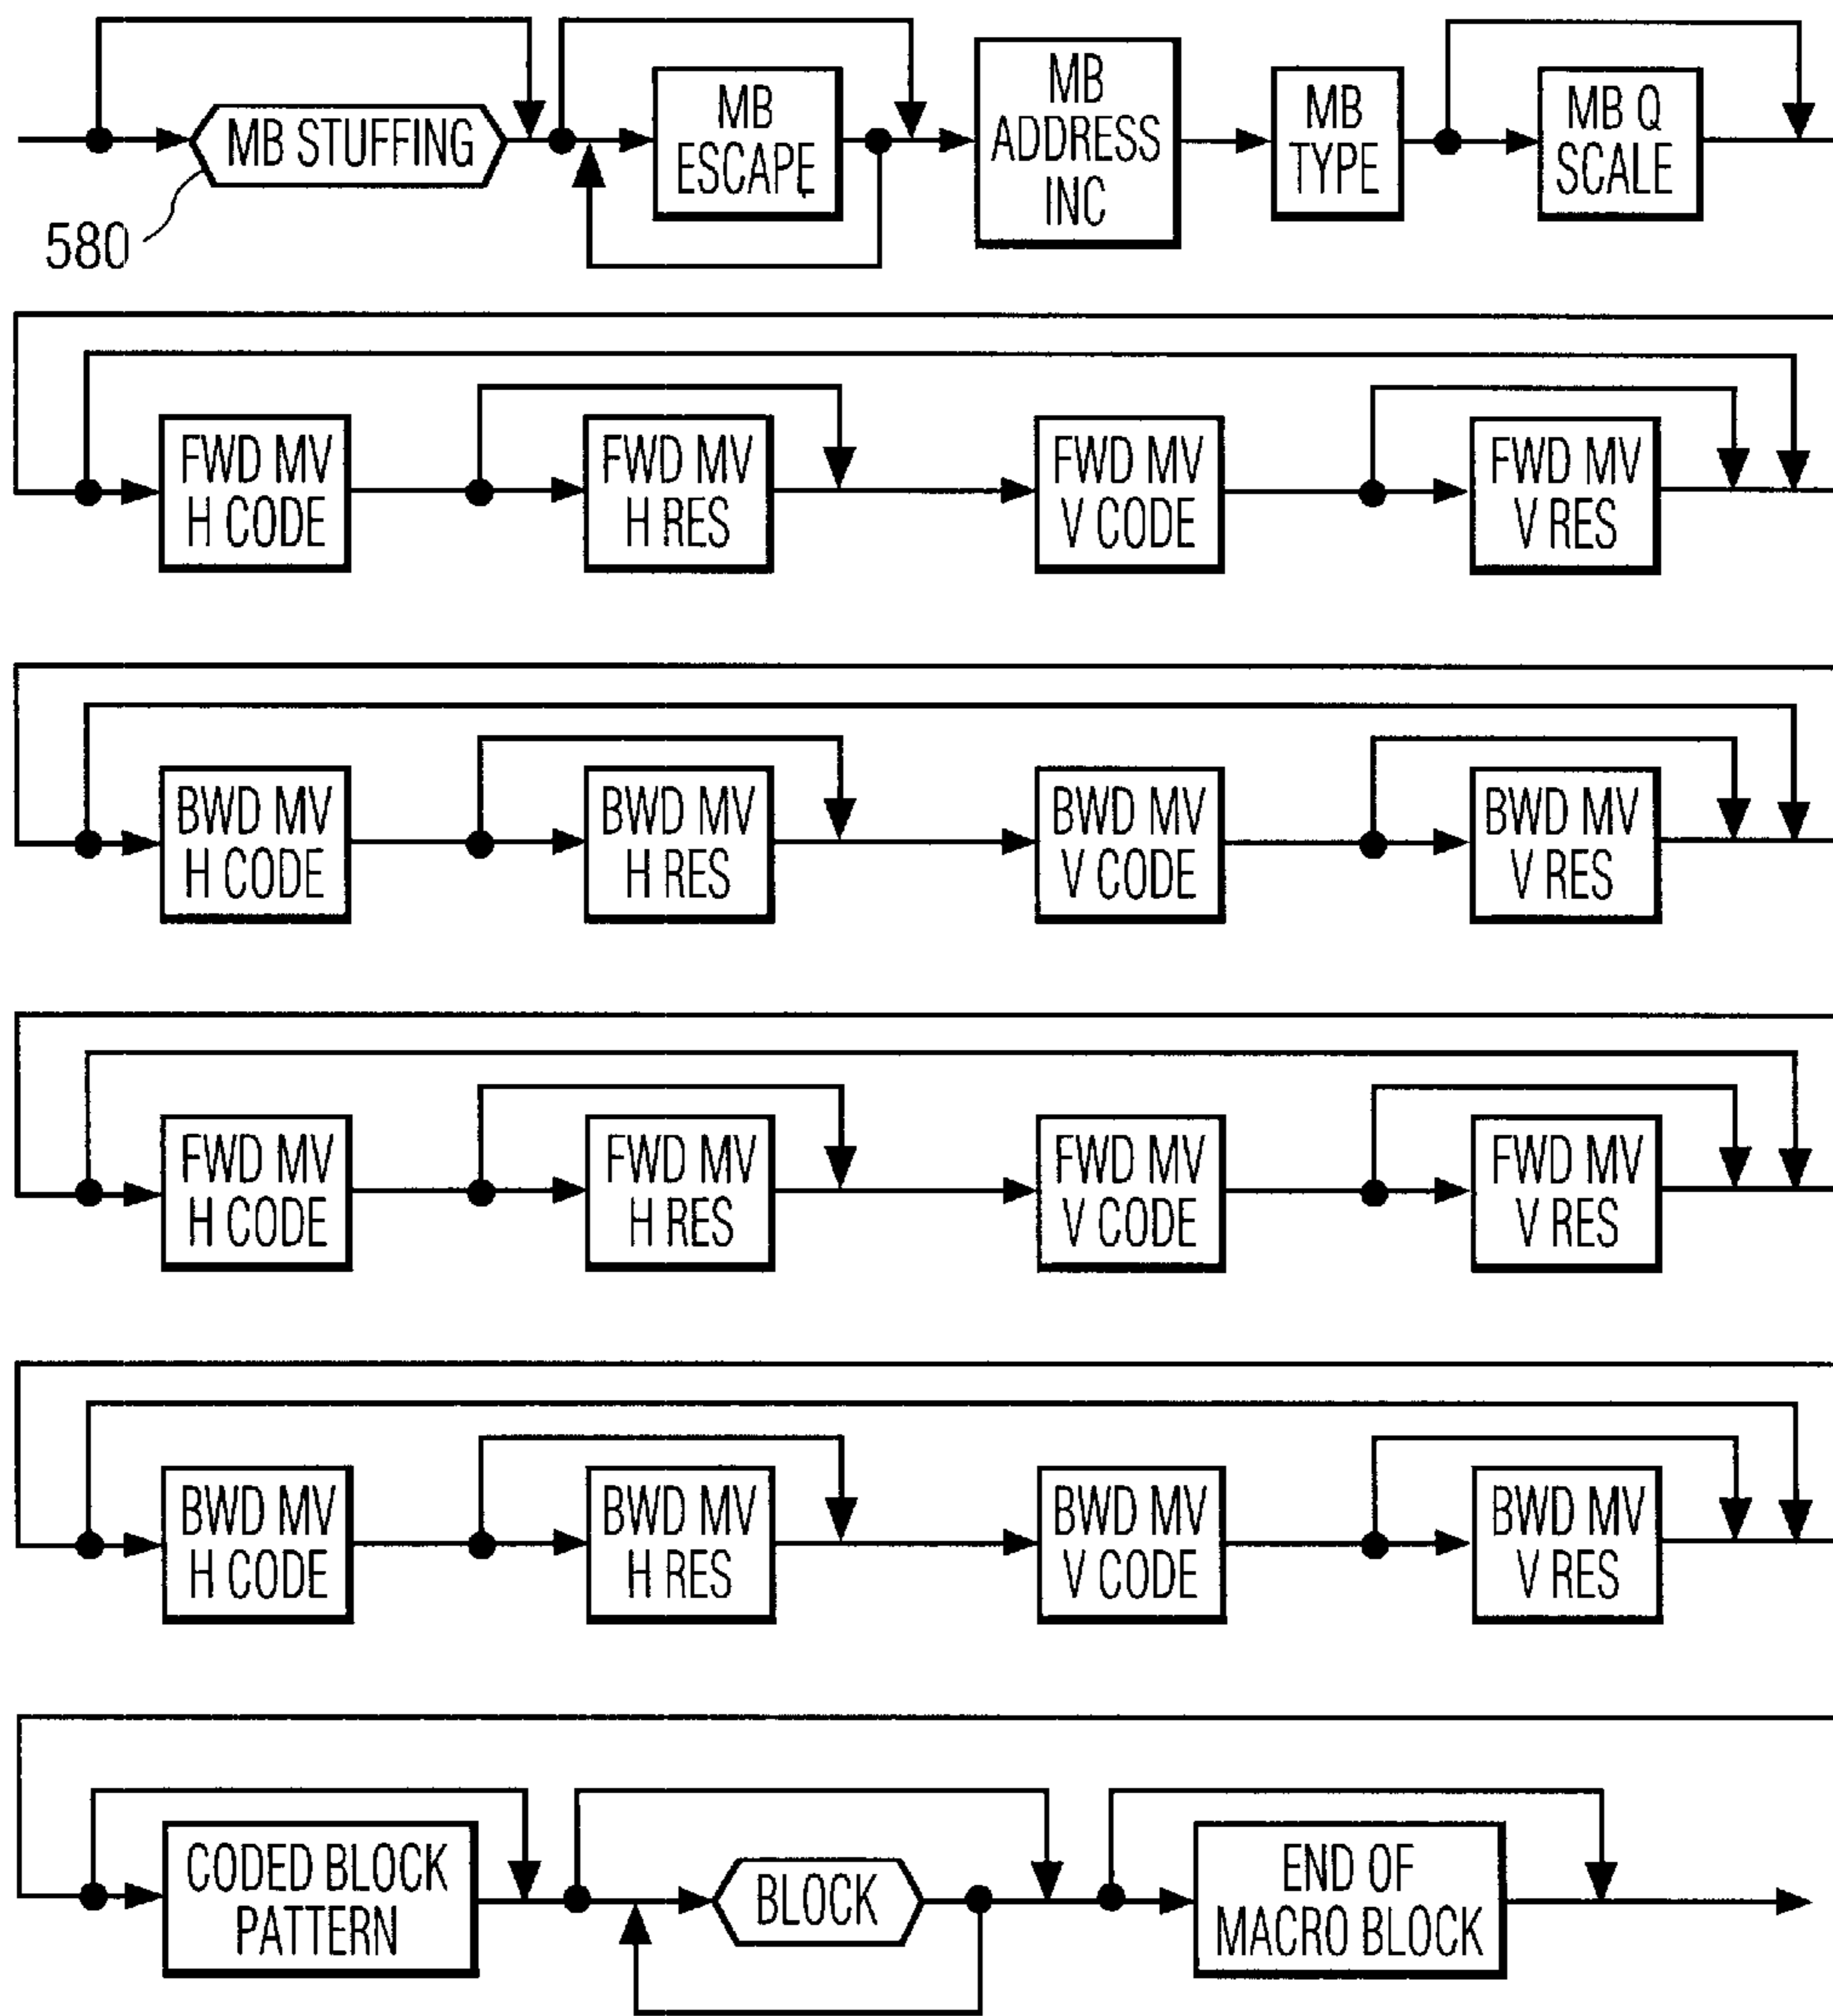 MB STUFFING
MB
ESCAPE
MB
ADDRESS
INC
MB
TYPE
MB Q
SCALE
580
FWD MV
H CODE
FWD MV
H RES
FWD MV
V CODE
FWD MV
V RES
BWD MV
H CODE
BWD MV
H RES
BWD MV
V CODE
BWD MV
V RES
FWD MV
H CODE
FWD MV
H RES
FWD MV
V CODE
FWD MV
V RES
BWD MV
H CODE
BWD MV
H RES
BWD MV
V CODE
BWD MV
V RES
CODED BLOCK
PATTERN
BLOCK
END OF
MACRO BLOCK